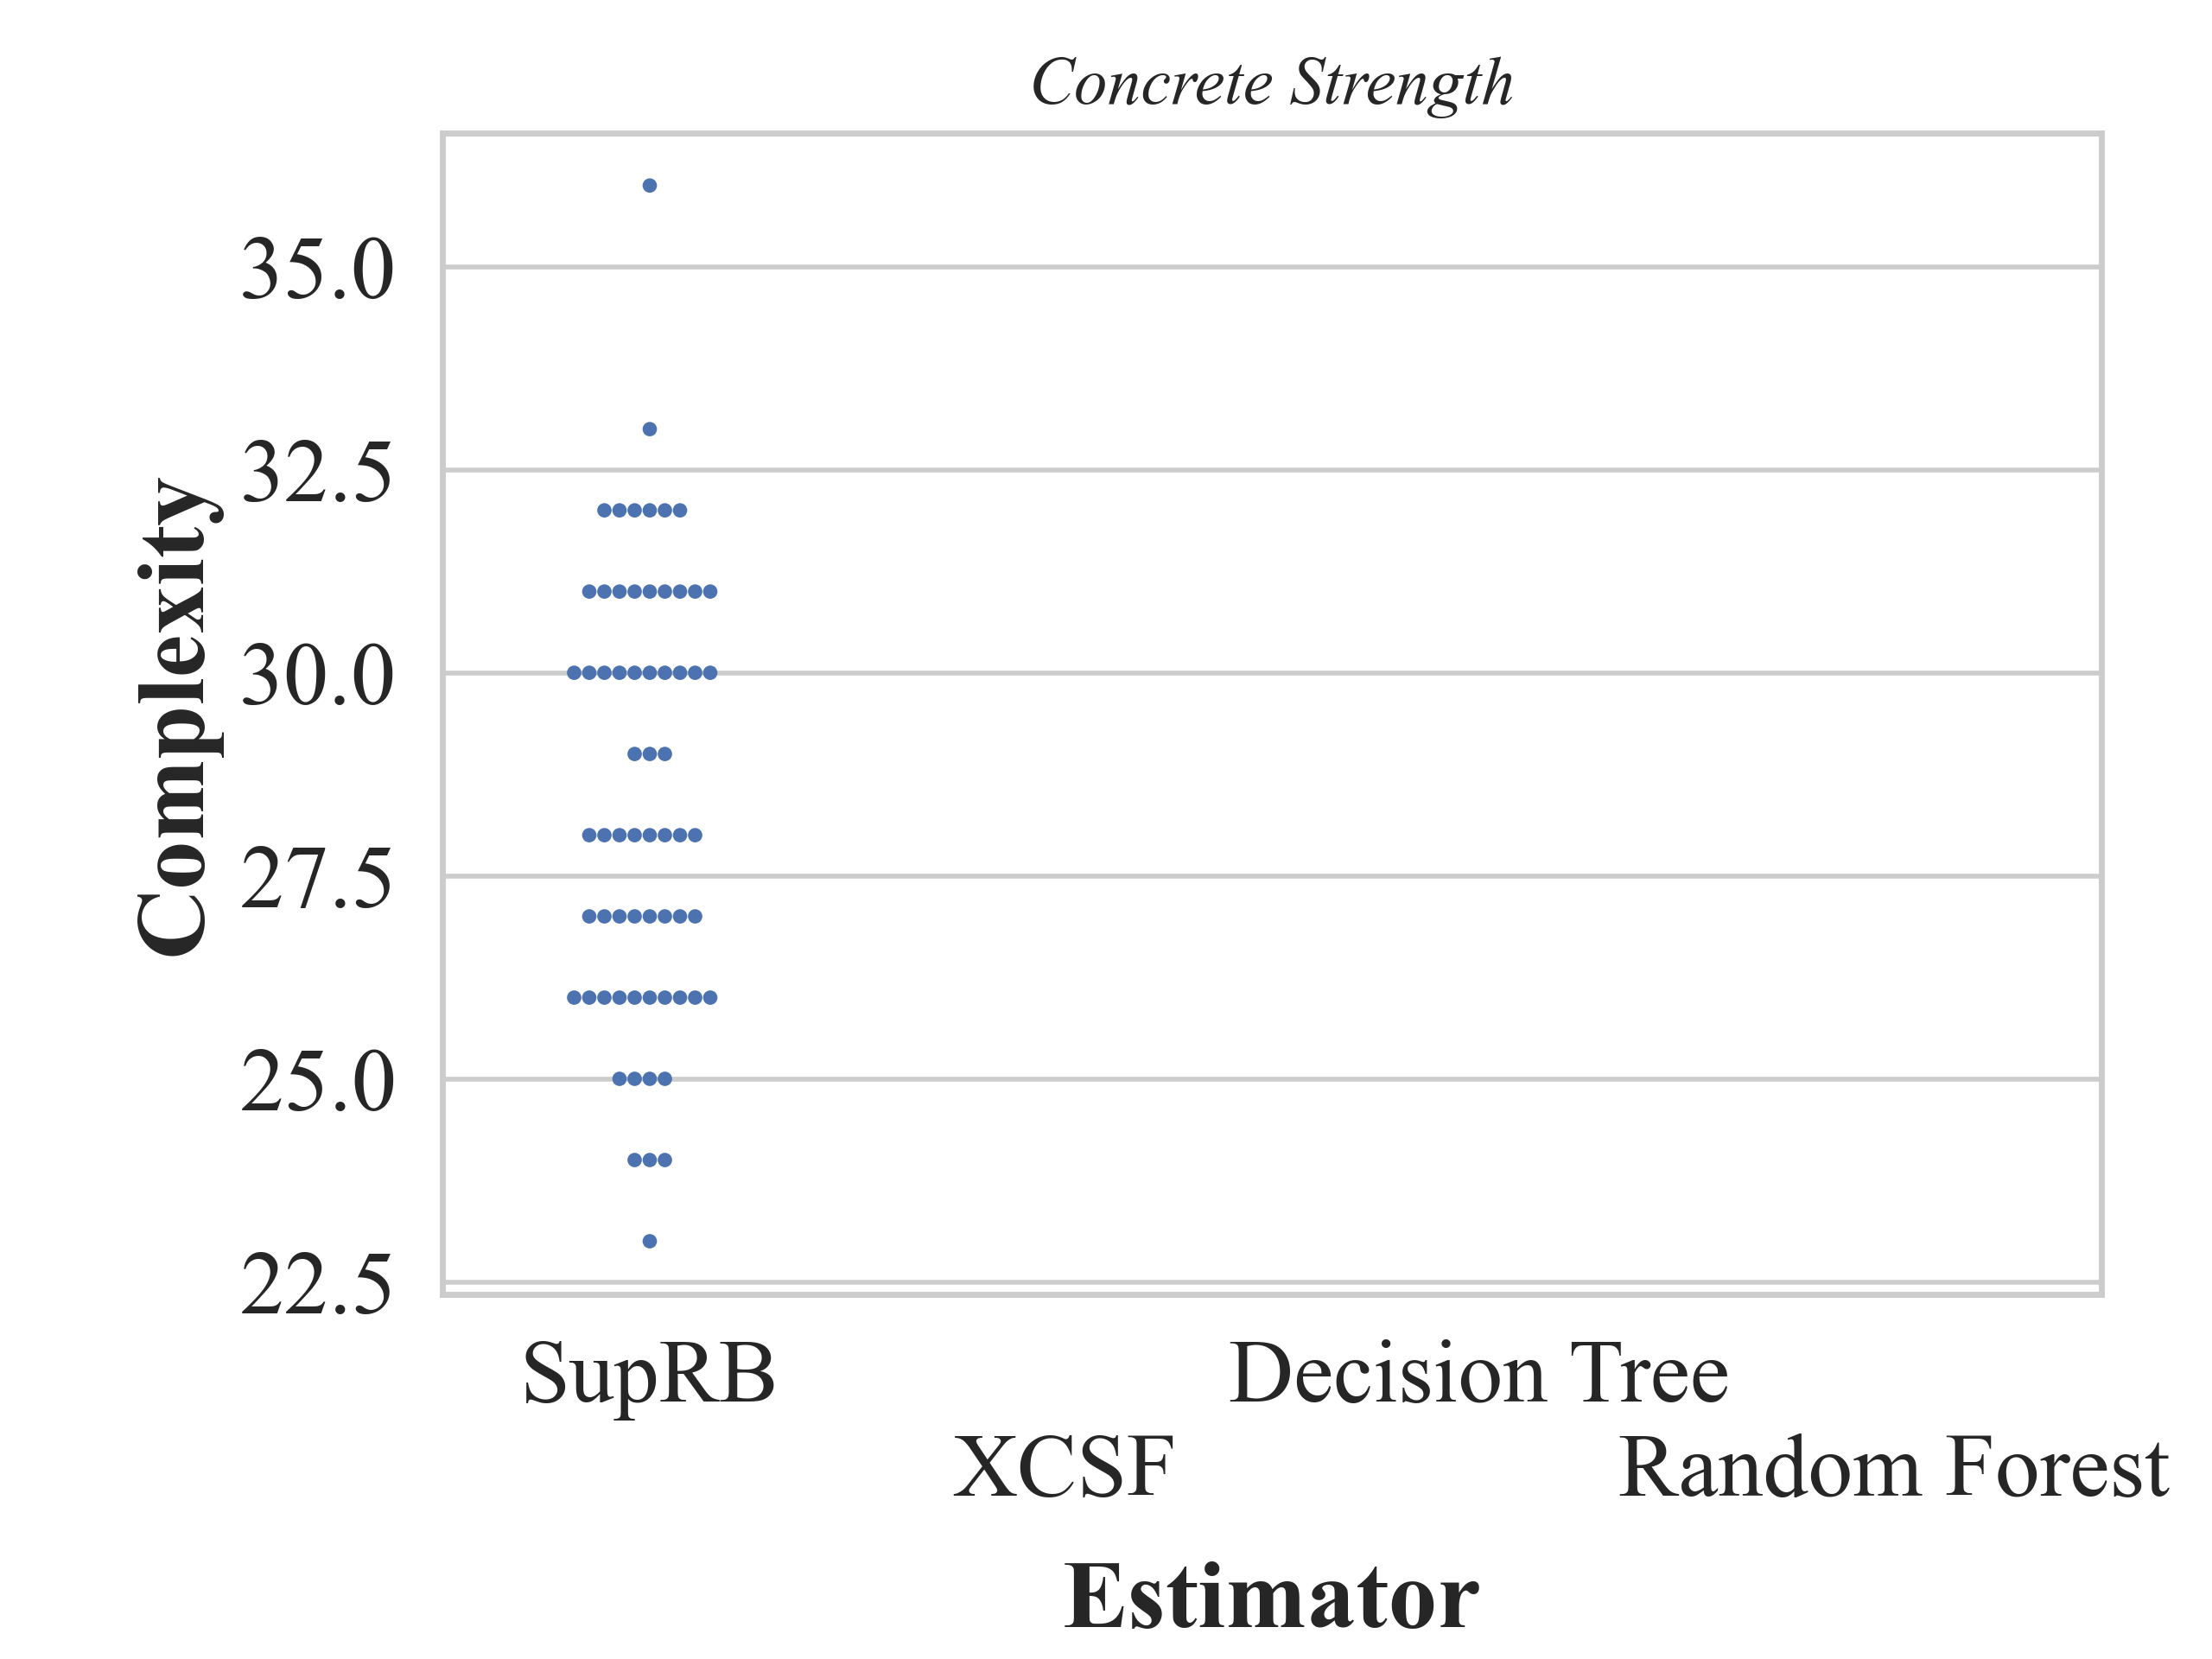 Concrete Strength
35.0
32.5
30.0
27.5
25.0
22.5
Complexity
SupRB
Decision Tree
XCSF
Random Forest
Estimator